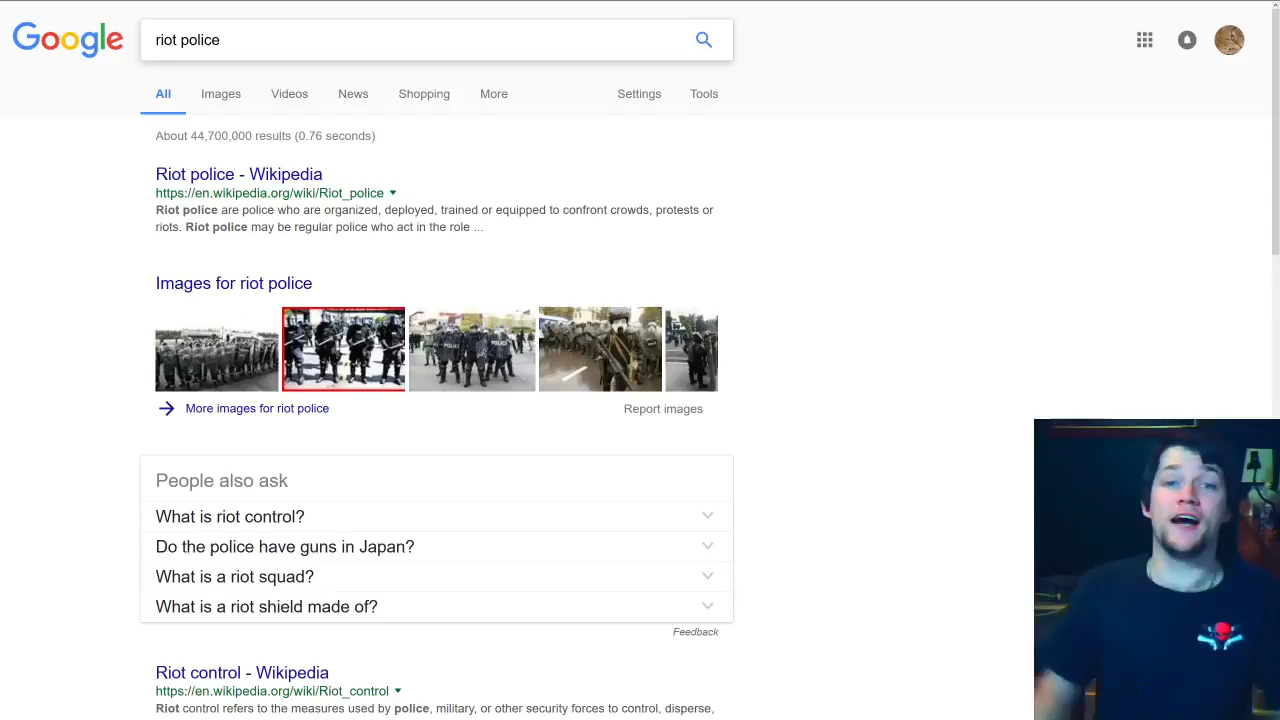 Google
riot police
All Images Videos News Shopping More Settings Tools
About 44,700,000 results (0.76 seconds)
Riot police - Wikipedia
https://en.wikipedia.org/wiki/Riot_police
Riot police are police who are organized, deployed, trained or equipped to confront crowds, protests or
riots. Riot police may be regular police who act in the role ...
Images for riot police
POLICE
More images for riot police Report images
People also ask
What is riot control?
Do the police have guns in Japan?
What is a riot squad?
What is a riot shield made of?
Feedback
Riot control - Wikipedia
https://en.wikipedia.org/wiki/Riot_control
Riot control refers to the measures used by police, military, or other security forces to control, disperse,